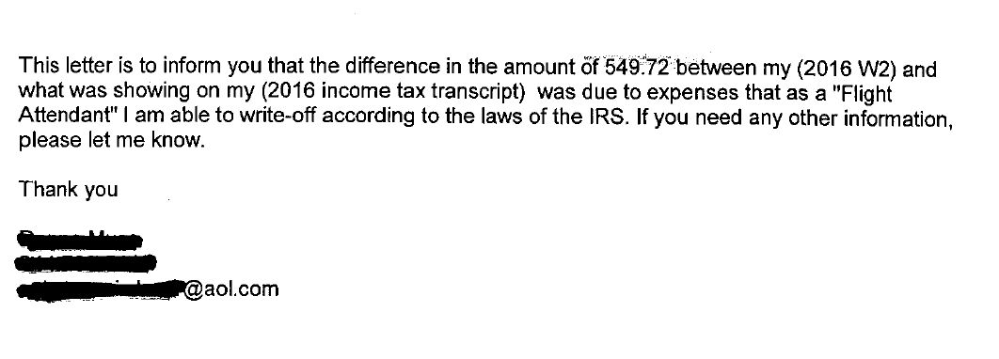 This letter is to inform you that the difference in the amount of 549.72 between my (2016 W2) and
what was showing on my (2016 income tax transcript) was due to expenses that as a "Flight
Attendant" I am able to write-off according to the laws of the IRS. If you need any other information,
please let me know.
Thank you
@aol.com